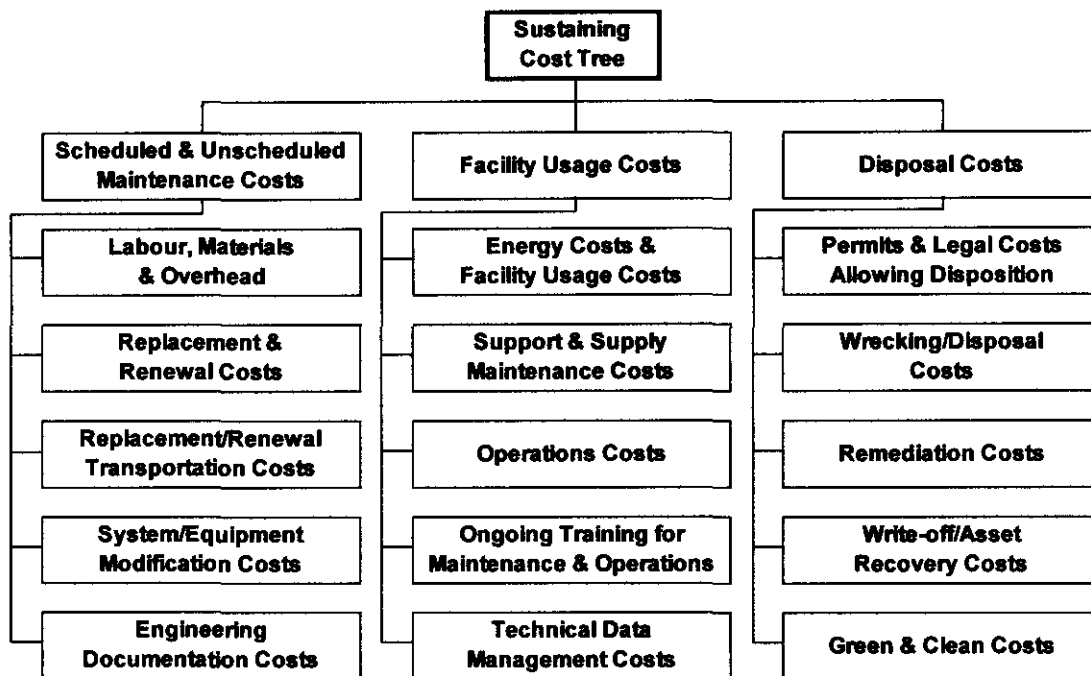 Sustaining
Cost Tree
Scheduled & Unscheduled
Maintenance Costs
Labour, Materials
& Overhead
Replacement &
Renewal Costs
Replacement/Renewal
Transportation Costs
System/Equipment
Modification Costs
Engineering
Documentation Costs
Facility Usage Costs
Energy Costs &
Facility Usage Costs
Support & Supply
Maintenance Costs
Operations Costs
Ongoing Training for
Maintenance & Operations
Technical Data
Management Costs
Disposal Costs
Permits & Legal Costs
Allowing Disposition
Wrecking/Disposal
Costs
Remediation Costs
Write-off/Asset
Recovery Costs
Green & Clean Costs